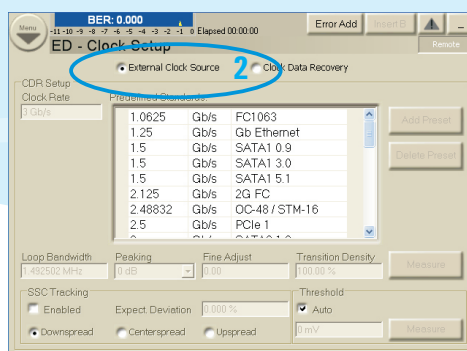 Menu
BER: 0.000
-11 -10 -9 -8 -7 -6 -5 -4 -3 -2 -1 0 Elapsed 00:00:00
Error Add
Insert B
ED - Clock Setup
Remote
External Clock Source
2
Clock Data Recovery
CDR Setup
Clock Rate
Predefined Standards:
3 Gb/s
1.0625 Gb/s FC1063
1.25 Gb/s Gb Ethernet
1.5 Gb/s SATA1 0.9
1.5 Gb/s SATA1 3.0
1.5 Gb/s SATA1 5.1
2.125 Gb/s 2G FC
2.48832 Gb/s OC-48 / STM-16
2.5 Gb/s PCIe 1
Add Preset
Delete Preset
Loop Bandwidth
Peaking
Fine Adjust
Transition Density
1.492502 MHz
0 dB
0.00
100.00 %
Measure
SSC Tracking
Threshold
Enabled
Expect. Deviation
0.000 %
Auto
Downspread
Centerspread
Upspread
0 mV
Measure